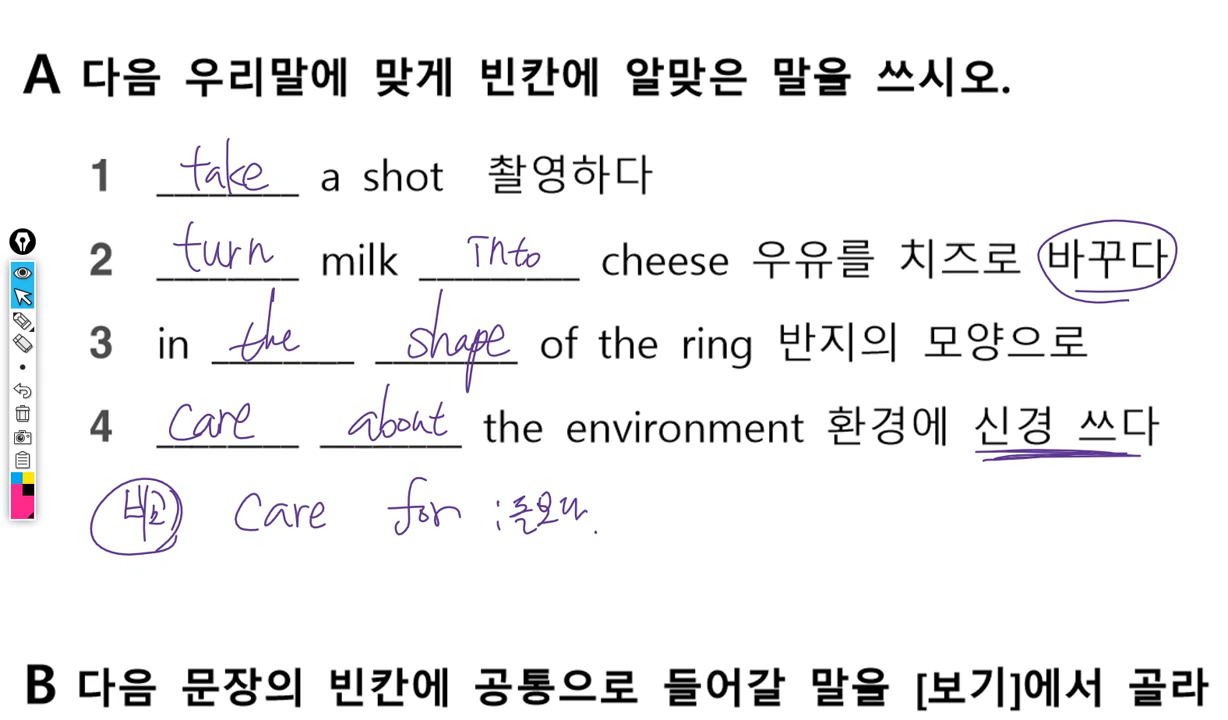 A 다음 우리말에 맞게 빈칸에 알맞은 말을 쓰시오.
1 take a shot 촬영하다
2 turn milk into cheese 우유를 치즈로 바꾸다
3 in the shape of the ring 반지의 모양으로
4 care about the environment 환경에 신경 쓰다
비교 care for : 돌보다.
B 다음 문장의 빈칸에 공통으로 들어갈 말을 [보기]에서 골라